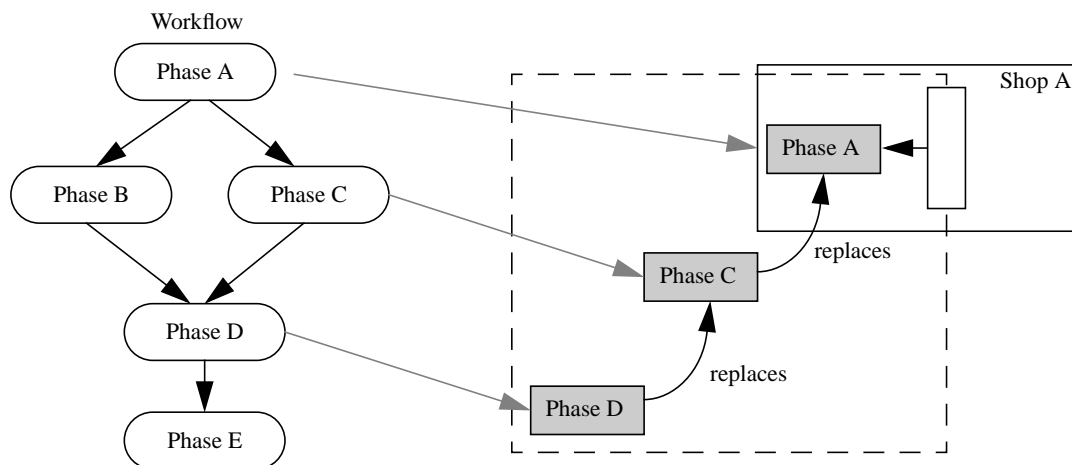 Workflow
Phase A
Shop A
Phase A
Phase B
Phase C
replaces
Phase C
Phase D
replaces
Phase D
Phase E